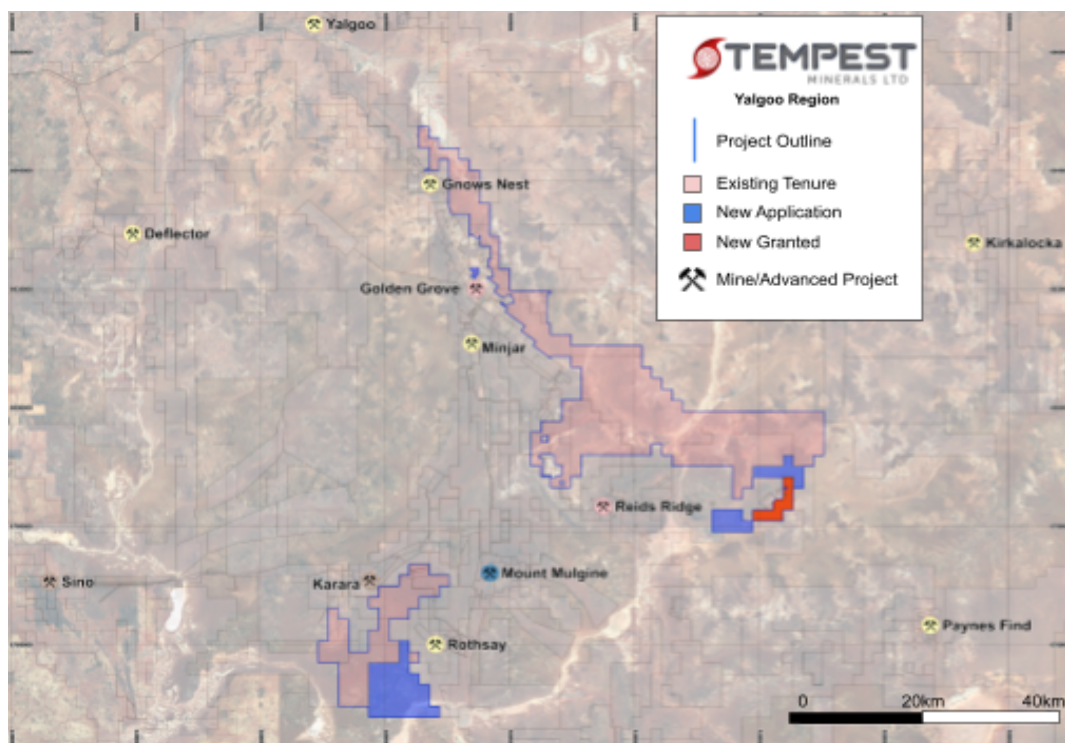 Yalgoo
TEMPEST
MINERALS LTD
Yalgoo Region
Project Outline
Existing Tenure
New Application
New Granted
Mine/Advanced Project
Gnows Nest
Deflector
Kirkalocka
Golden Grove
Minjar
Reids Ridge
Sino
Karara
Mount Mulgine
Rothsay
Paynes Find
0 20km 40km